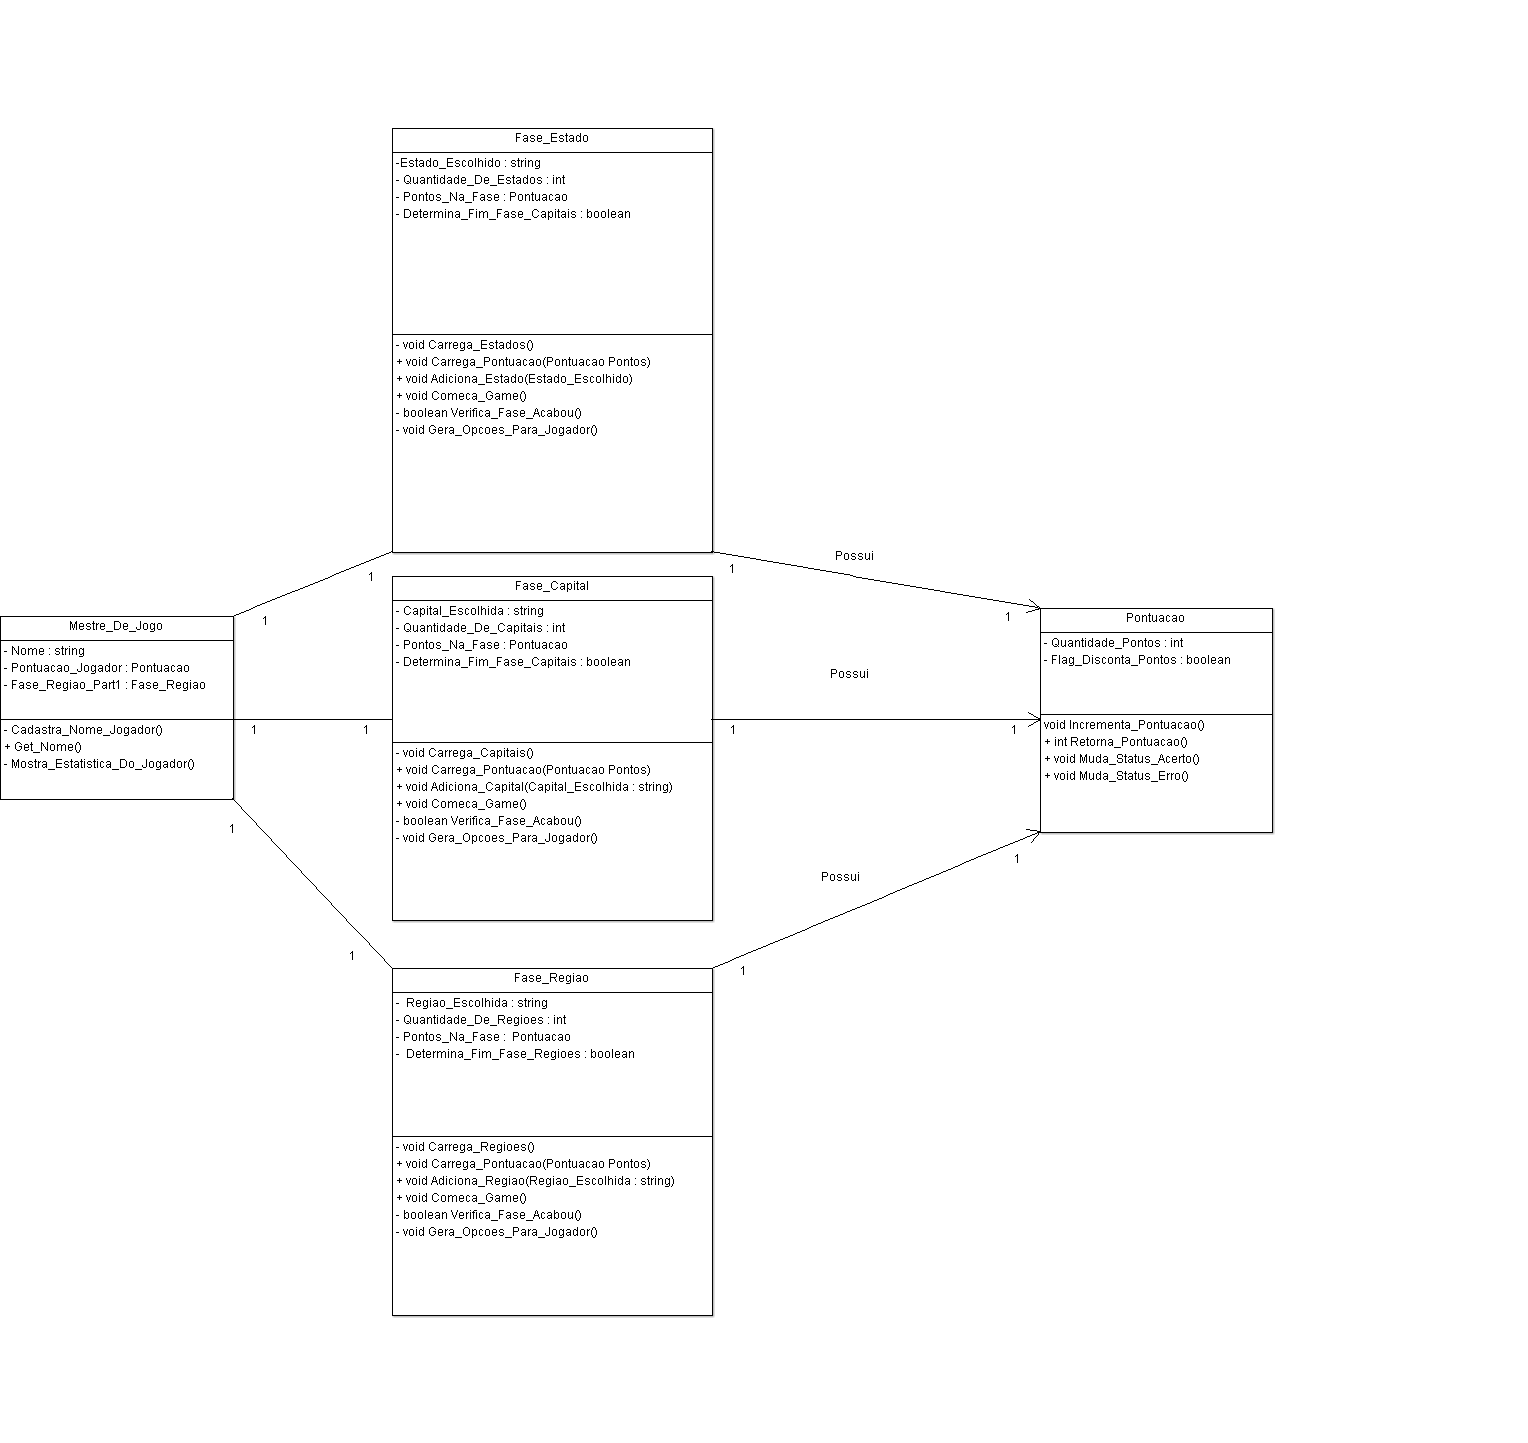 Fase_Estado
-Estado_Escolhido : string
- Quantidade_De_Estados : int
- Pontos_Na_Fase : Pontuacao
- Determina_Fim_Fase_Capitais : boolean
- void Carrega_Estados()
+ void Carrega_Pontuacao(Pontuacao Pontos)
+ void Adiciona_Estado(Estado_Escolhido)
+ void Comeca_Game()
- boolean Verifica_Fase_Acabou()
- void Gera_Opcoes_Para_Jogador()
1
1
1
Possui
1
Mestre_De_Jogo
- Nome : string
- Pontuacao_Jogador : Pontuacao
- Fase_Regiao_Part1 : Fase_Regiao
- Cadastra_Nome_Jogador()
+ Get_Nome()
- Mostra_Estatistica_Do_Jogador()
1
1
1
Fase_Capital
- Capital_Escolhida : string
- Quantidade_De_Capitais : int
- Pontos_Na_Fase : Pontuacao
- Determina_Fim_Fase_Capitais : boolean
- void Carrega_Capitais()
+ void Carrega_Pontuacao(Pontuacao Pontos)
+ void Adiciona_Capital(Capital_Escolhida : string)
+ void Comeca_Game()
- boolean Verifica_Fase_Acabou()
- void Gera_Opcoes_Para_Jogador()
Possui
1
1
Pontuacao
- Quantidade_Pontos : int
- Flag_Disconta_Pontos : boolean
void Incrementa_Pontuacao()
+ int Retorna_Pontuacao()
+ void Muda_Status_Acerto()
+ void Muda_Status_Erro()
1
Possui
1
1
Fase_Regiao
- Regiao_Escolhida : string
- Quantidade_De_Regioes : int
- Pontos_Na_Fase : Pontuacao
- Determina_Fim_Fase_Regioes : boolean
- void Carrega_Regioes()
+ void Carrega_Pontuacao(Pontuacao Pontos)
+ void Adiciona_Regiao(Regiao_Escolhida : string)
+ void Comeca_Game()
- boolean Verifica_Fase_Acabou()
- void Gera_Opcoes_Para_Jogador()